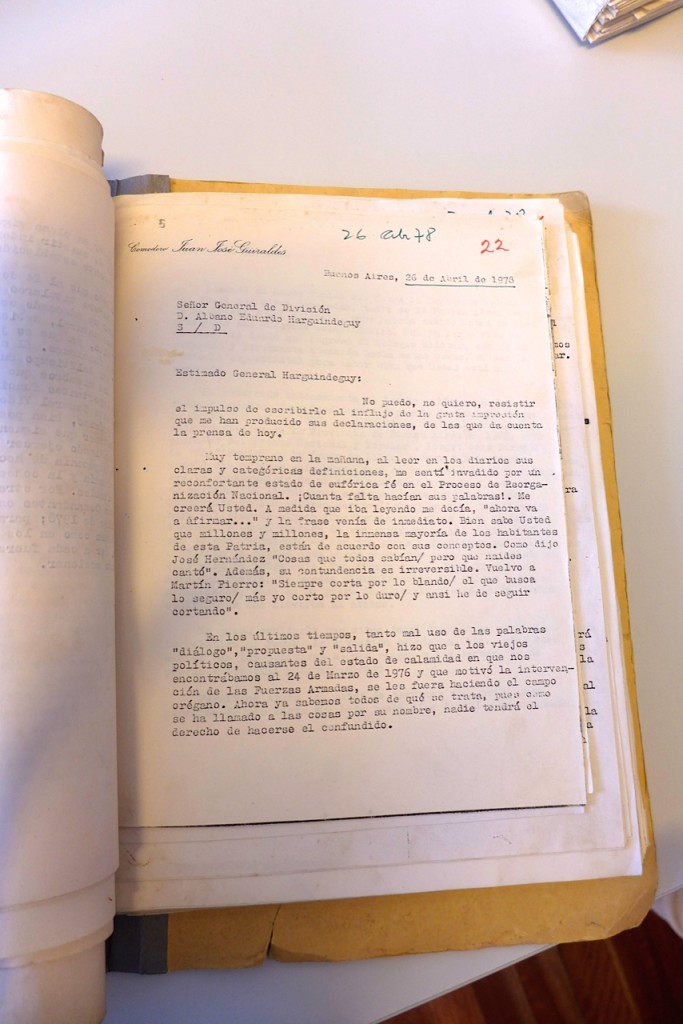 5
26 Ab 78
22
Comodoro Juan José Guiraldes
Buenos Aires, 26 de Abril de 1978
Señor General de División
D. Albano Eduardo Harguindeguy
S / D
Estimado General Harguindeguy:
No puedo, no quiero, resistir
el impulso de escribirle al influjo de la grata impresión
que me han producido sus declaraciones, de las que da cuenta
la prensa de hoy.
Muy temprano en la mañana, al leer en los diarios sus
claras y categóricas definiciones, me sentí invadido por un
reconfortante estado de eufórica fé en el Proceso de Reorga-
nización Nacional. ¡Cuanta falta hacían sus palabras!. Me
creerá Usted. A medida que iba leyendo me decía, "ahora va
a afirmar..." y la frase venía de inmediato. Bien sabe Usted
que millones y millones, la inmensa mayoría de los habitantes
de esta Patria, están de acuerdo con sus conceptos. Como dijo
José Hernández "Cosas que todos sabían/ pero que naides
cantó". Además, su contundencia es irreversible. Vuelvo a
Martín Fierro: "Siempre corta por lo blando/ el que busca
lo seguro/ más yo corto por lo duro/ y ansi he de seguir
cortando".
En los últimos tiempos, tanto mal uso de las palabras
"diálogo","propuesta" y "salida", hizo que a los viejos
políticos, causantes del estado de calamidad en que nos
encontrábamos al 24 de Marzo de 1976 y que motivó la interven-
ción de las Fuerzas Armadas, se les fuera haciendo el campo
orégano. Ahora ya sabemos todos de qué se trata, pues como
se ha llamado a las cosas por su nombre, nadie tendrá el
derecho de hacerse el confundido.